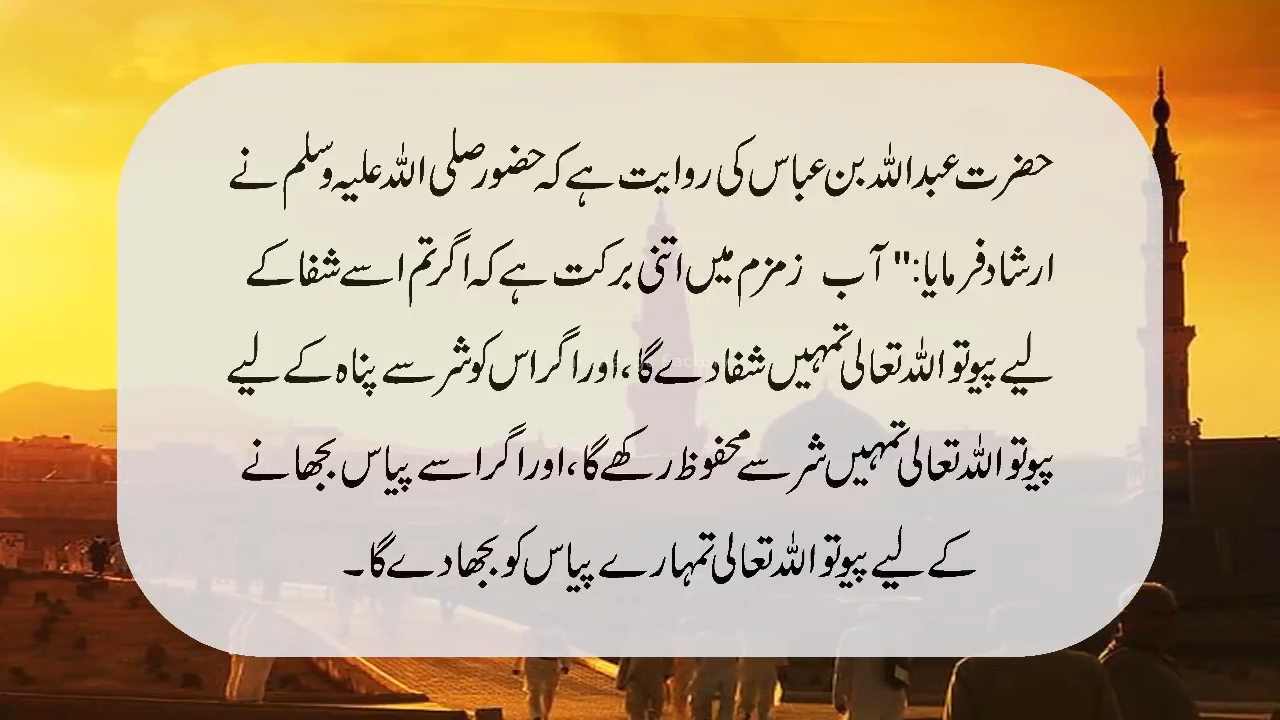 حضرت عبداللہ بن عباس کی روایت ہے کہ حضور صلی اللہ علیہ وسلم نے
ارشاد فرمایا:" آب زمزم میں اتنی برکت ہے کہ اگر تم اسے شفا کے
لیے پیو تو اللہ تعالی تمہیں شفا دے گا،اور اگر اس کو شر سے پناہ کے لیے
پیو تو اللہ تعالی تمہیں شر سے محفوظ رکھے گا،اور اگر اسے پیاس بجھانے
کے لیے پیو تو اللہ تعالی تمہارے پیاس کو بجھا دے گا۔